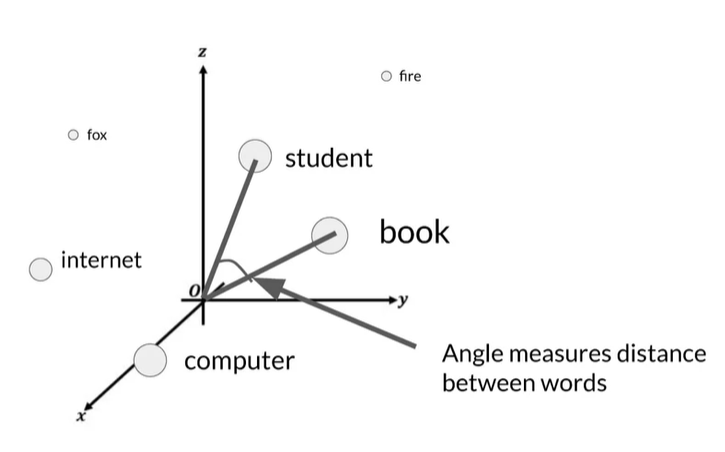 z
fire
fox
student
book
internet
O
y
computer
Angle measures distance
between words
x